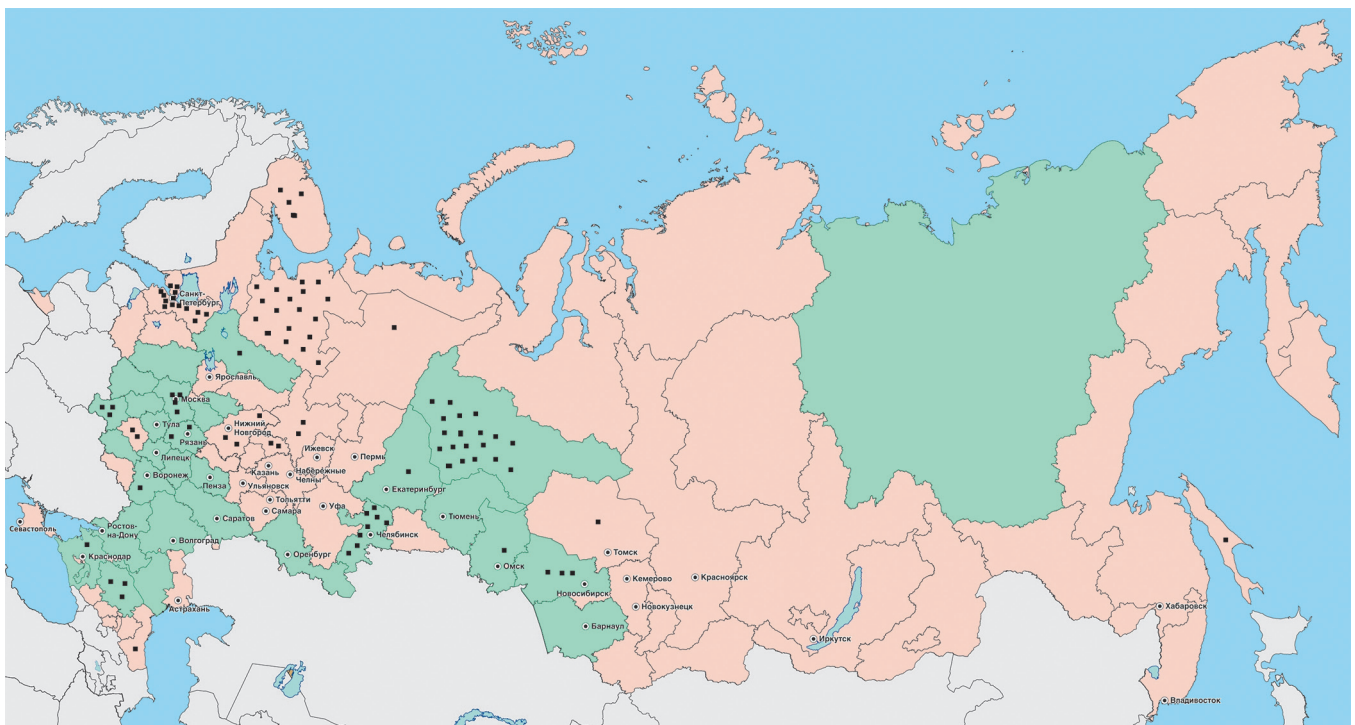 Санкт-
Петербург
Ярославль
Москва
Нижний
Новгород
Тула
Рязань
Ижевск
Пермь
Липецк
Казань
Набережные
Челны
Воронеж
Пенза
Ульяновск
Екатеринбург
Тольятти
Самара
Уфа
Тюмень
Севастополь
Ростов-
на-Дону
Саратов
Волгоград
Челябинск
Краснодар
Оренбург
Омск
Томск
Кемерово
Красноярск
Новосибирск
Астрахань
Новокузнецк
Хабаровск
Барнаул
Иркутск
Владивосток